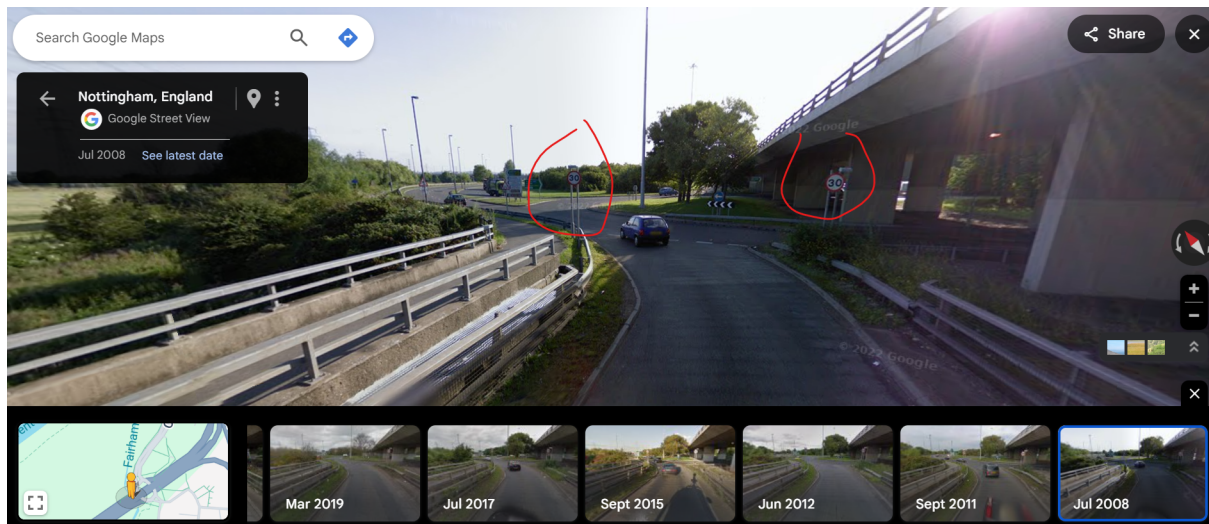 Search Google Maps
Share
Nottingham, England
Google Street View
Jul 2008 See latest date
2022 Google
30
30
© 2022 Google
Fairham
Mar 2019
Jul 2017
Sept 2015
Jun 2012
Sept 2011
Jul 2008